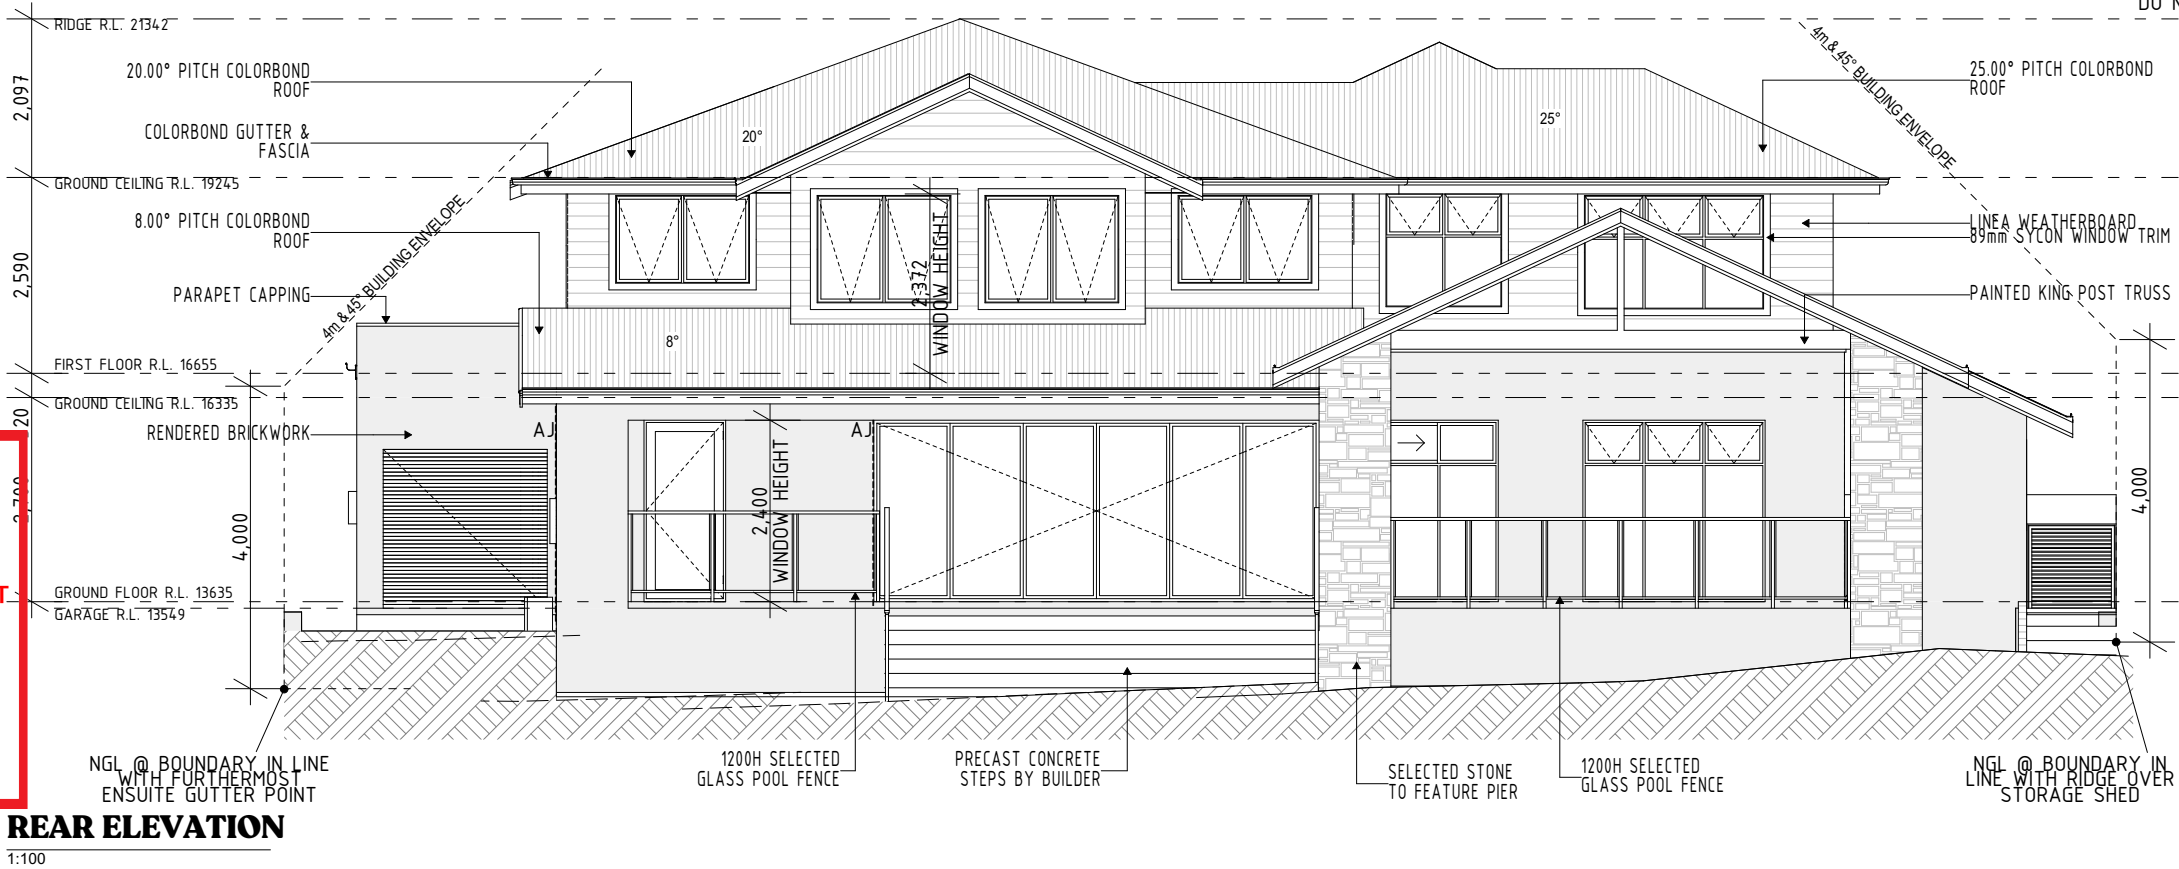 DO N
RIDGE R.L. 21342
20.00° PITCH COLORBOND
ROOF
COLORBOND GUTTER &
FASCIA
GROUND CEILING R.L. 19245
8.00° PITCH COLORBOND
ROOF
PARAPET CAPPING
FIRST FLOOR R.L. 16655
GROUND CEILING R.L. 16335
RENDERED BRICKWORK
GROUND FLOOR R.L. 13635
GARAGE R.L. 13549
2,097
2,590
20
2,700
T
4,000
4m & 45° BUILDING ENVELOPE
20°
25°
8°
2,372
WINDOW HEIGHT
AJ
AJ
2,400
WINDOW HEIGHT
4m & 45° BUILDING ENVELOPE
25.00° PITCH COLORBOND
ROOF
LINEA WEATHERBOARD
89mm SYCON WINDOW TRIM
PAINTED KING POST TRUSS
4,000
NGL @ BOUNDARY IN LINE
WITH FURTHERMOST
ENSUITE GUTTER POINT
1200H SELECTED
GLASS POOL FENCE
PRECAST CONCRETE
STEPS BY BUILDER
SELECTED STONE
TO FEATURE PIER
1200H SELECTED
GLASS POOL FENCE
NGL @ BOUNDARY IN
LINE WITH RIDGE OVER
STORAGE SHED
REAR ELEVATION
1:100